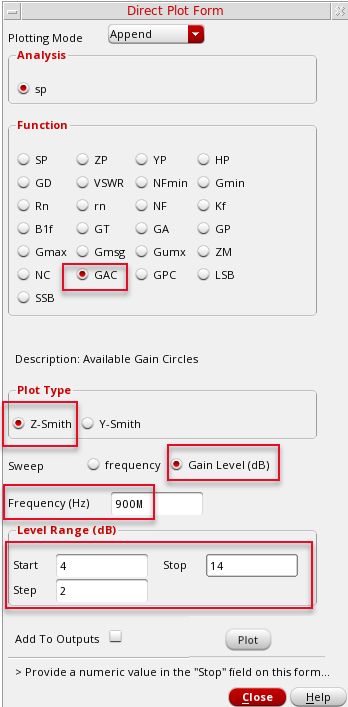 Direct Plot Form
Plotting Mode Append
Analysis
sp
Function
SP ZP YP HP
GD VSWR NFmin Gmin
Rn rn NF Kf
B1f GT GA GP
Gmax Gmsg Gumx ZM
NC GAC GPC LSB
SSB
Description: Available Gain Circles
Plot Type
Z-Smith Y-Smith
Sweep frequency Gain Level (dB)
Frequency (Hz) 900M
Level Range (dB)
Start 4 Stop 14
Step 2
Add To Outputs Plot
> Provide a numeric value in the "Stop" field on this form...
Close Help